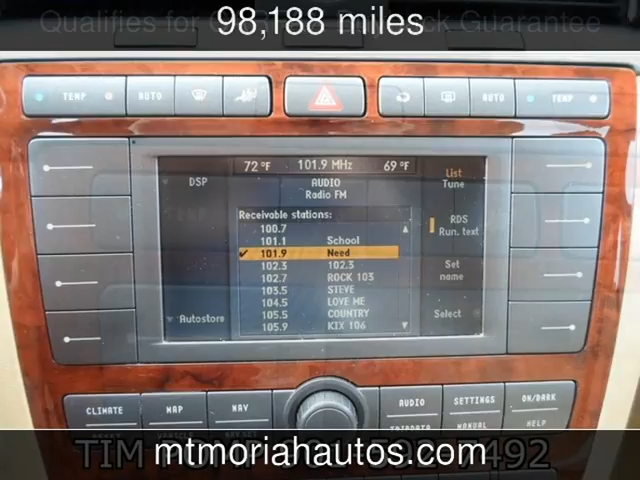 Qualifies for
Guarantee
98,188 miles
TEMP AUTO AUTO TEMP
72 °F 101.9 MHz 69 °F
List
Tune
DSP AUDIO
Radio FM
RDS
Run. text
Receivable stations:
100.7
101.1 School
✔ 101.9 Need
102.3 102.3
102.7 ROCK 103
103.5 STEVE
104.5 LOVE ME
105.5 COUNTRY
105.9 KIX 106
Set
name
Autostore Select
CLIMATE MAP NAV AUDIO SETTINGS ON/DARK
MANUAL HELP
mtmoriahautos.com
TIM 7492